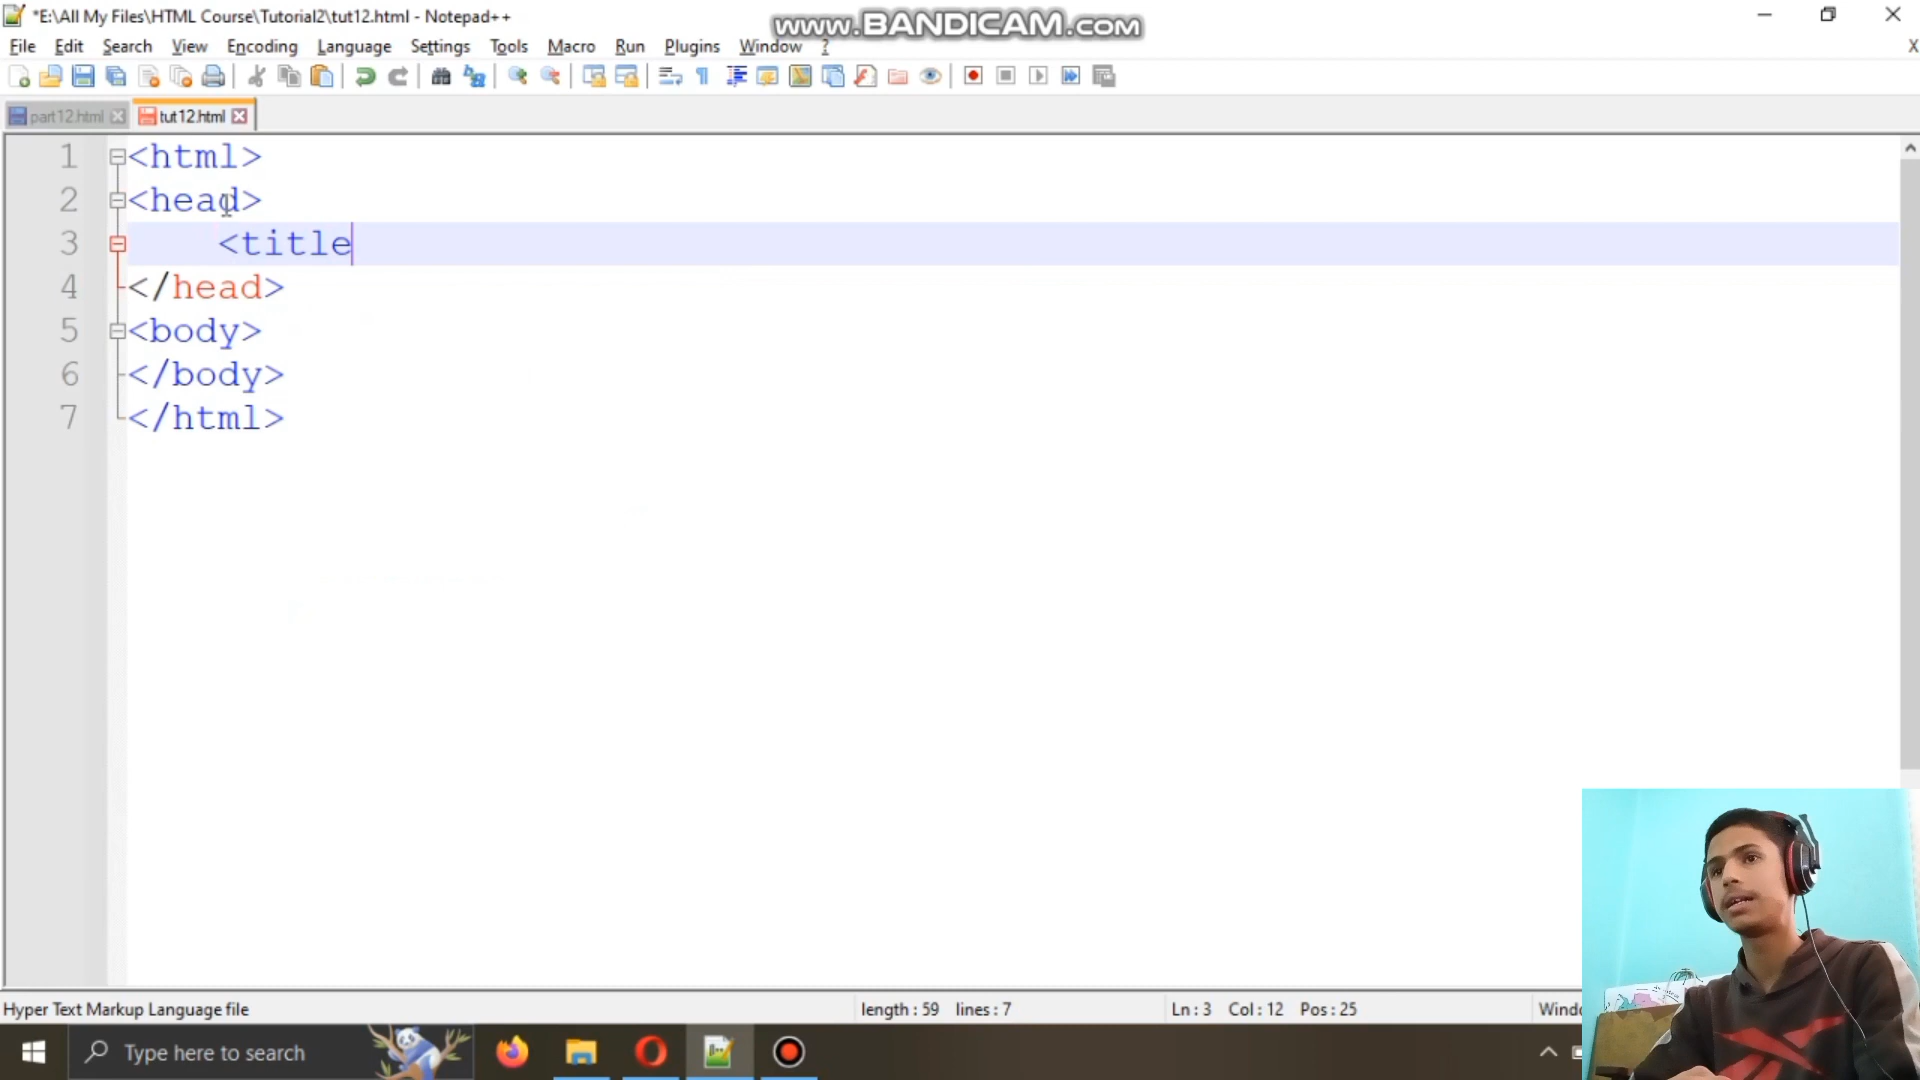 *E:\All My Files\HTML Course\Tutorial2\tut12.html - Notepad++
www.BANDICAM.com
File Edit Search View Encoding Language Settings Tools Macro Run Plugins Window ?
X
part12.html tut12.html
1 <html>
2 <head>
3 <title
4 </head>
5 <body>
6 </body>
7 </html>
Hyper Text Markup Language file length : 59 lines : 7 Ln : 3 Col : 12 Pos : 25
Type here to search